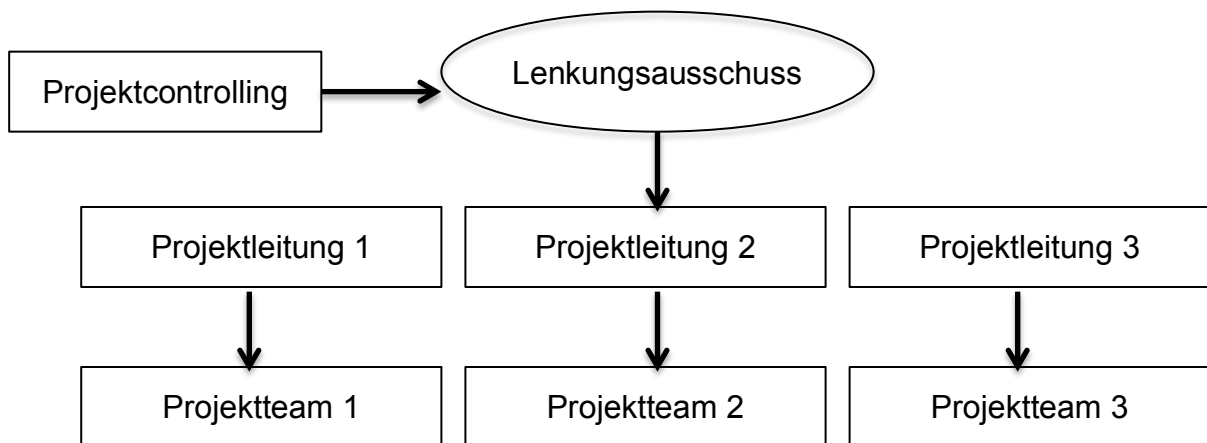 Lenkungsausschuss
Projektcontrolling
Projektleitung 1
Projektleitung 2
Projektleitung 3
Projektteam 1
Projektteam 2
Projektteam 3